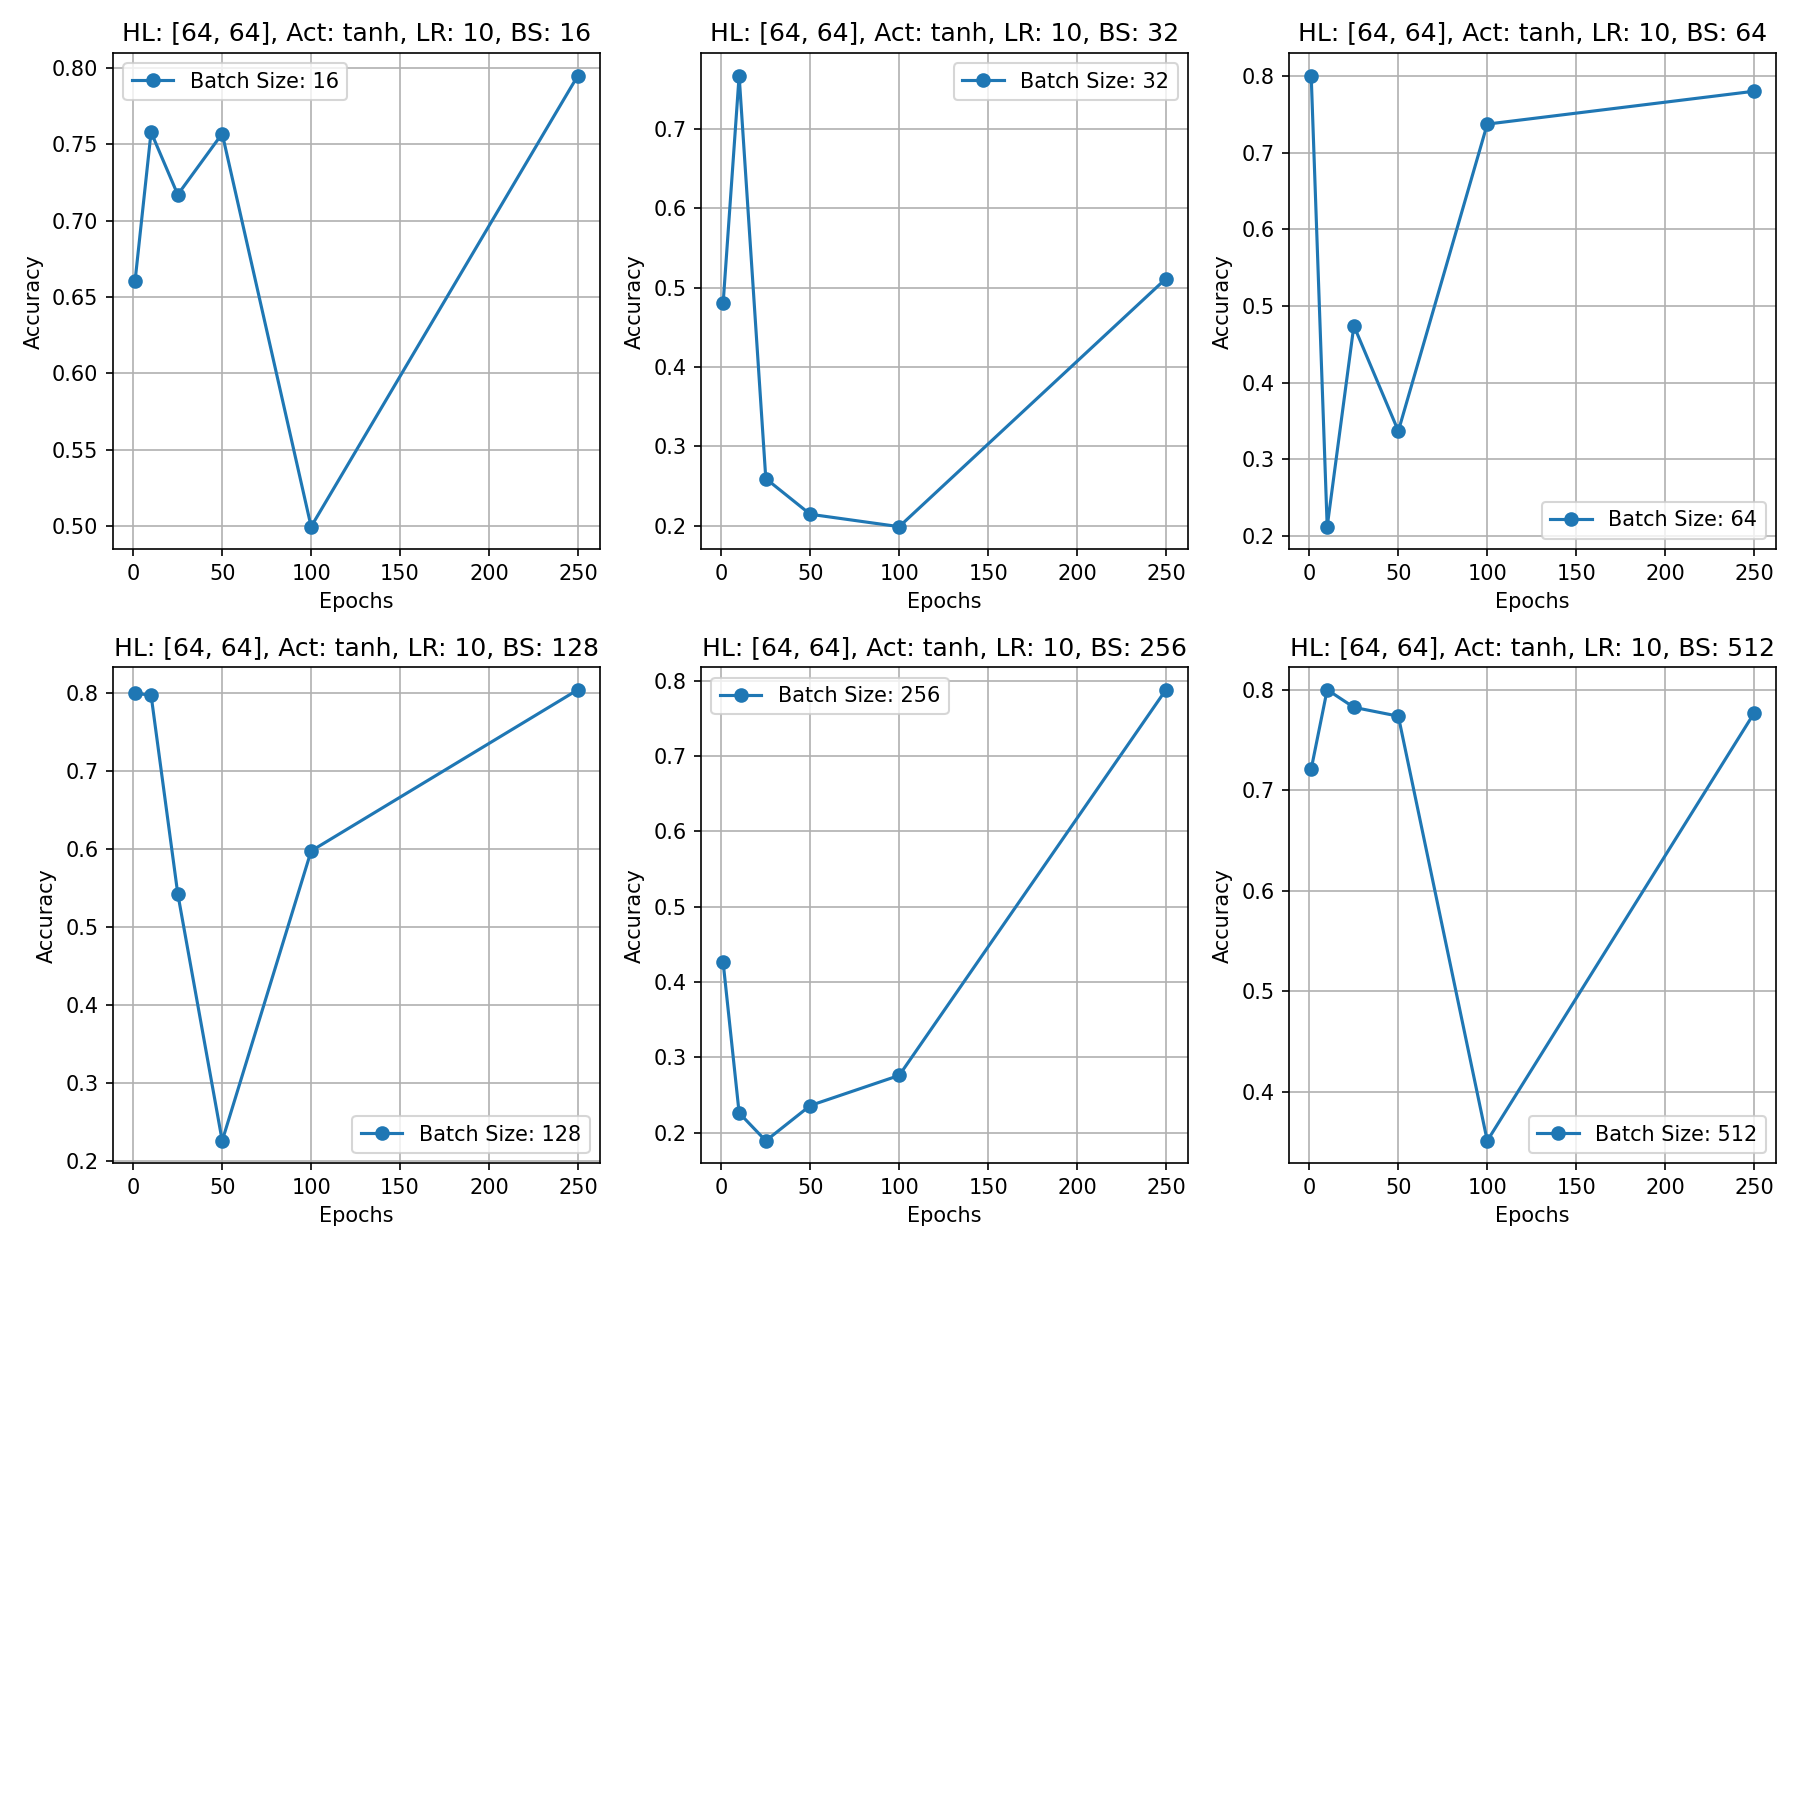 HL: [64, 64], Act: tanh, LR: 10, BS: 16
Batch Size: 16
Accuracy
0.80
0.75
0.70
0.65
0.60
0.55
0.50
0 50 100 150 200 250
Epochs
HL: [64, 64], Act: tanh, LR: 10, BS: 32
Batch Size: 32
Accuracy
0.7
0.6
0.5
0.4
0.3
0.2
0 50 100 150 200 250
Epochs
HL: [64, 64], Act: tanh, LR: 10, BS: 64
Batch Size: 64
Accuracy
0.8
0.7
0.6
0.5
0.4
0.3
0.2
0 50 100 150 200 250
Epochs
HL: [64, 64], Act: tanh, LR: 10, BS: 128
Batch Size: 128
Accuracy
0.8
0.7
0.6
0.5
0.4
0.3
0.2
0 50 100 150 200 250
Epochs
HL: [64, 64], Act: tanh, LR: 10, BS: 256
Batch Size: 256
Accuracy
0.8
0.7
0.6
0.5
0.4
0.3
0.2
0 50 100 150 200 250
Epochs
HL: [64, 64], Act: tanh, LR: 10, BS: 512
Batch Size: 512
Accuracy
0.8
0.7
0.6
0.5
0.4
0 50 100 150 200 250
Epochs